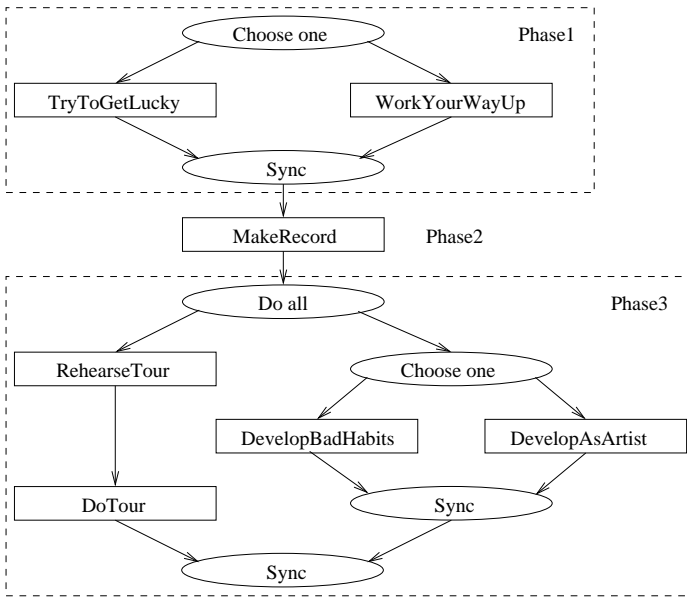 Choose one
Phase1
TryToGetLucky
WorkYourWayUp
Sync
MakeRecord
Phase2
Do all
Phase3
RehearseTour
Choose one
DevelopBadHabits
DevelopAsArtist
DoTour
Sync
Sync